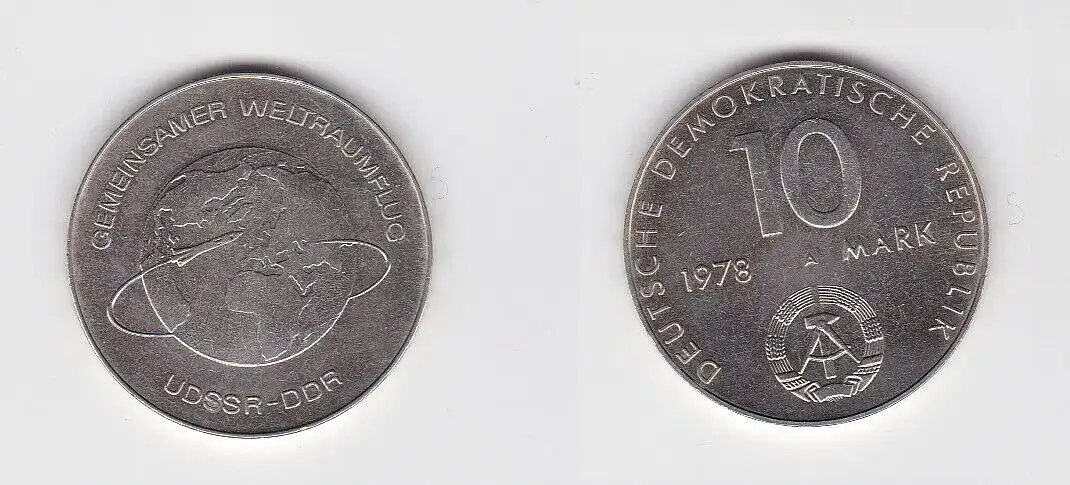 GEMEINSAMER WELTRAUMFLUG
UDSSR-DDR
DEUTSCHE DEMOKRATISCHE REPUBLIK
10
MARK
1978
A